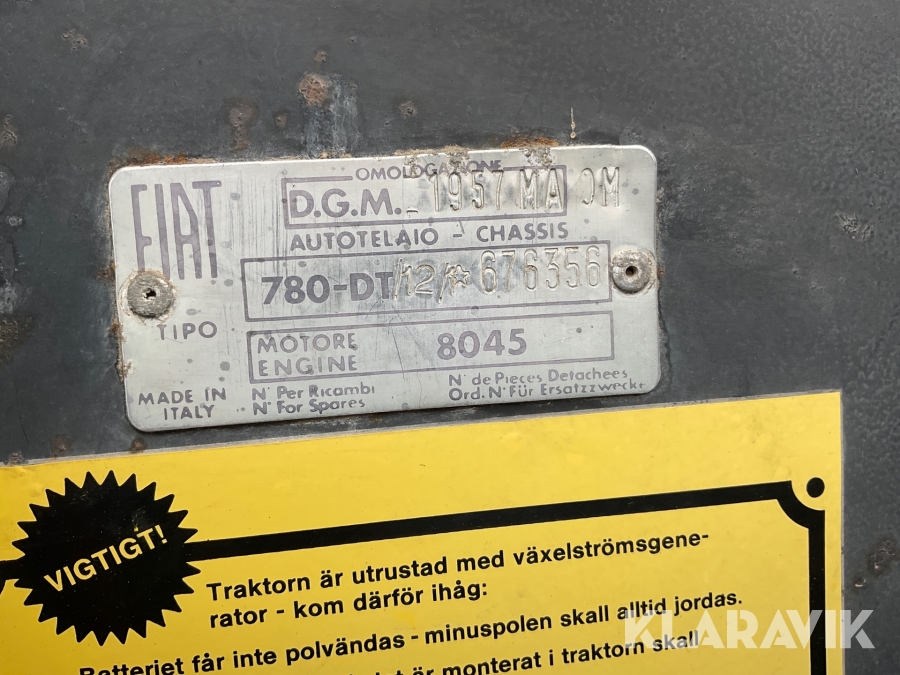 FIAT
OMOLOGAZIONE
D.G.M. 1957 MA OM
AUTOTELAIO - CHASSIS
780-DT/12/* 676356
TIPO
MOTORE
ENGINE
8045
MADE IN
ITALY
N° Per Ricambi
N° For Spares
N° de Pieces Detachees
Ord. N° Für Ersatzzweckt
VIGTIGT!
Traktorn är utrustad med växelströmsgene-
rator - kom därför ihåg:
Batteriet får inte polvändas - minuspolen skall alltid jordas.
är monterat i traktorn skall
KLARAVIK